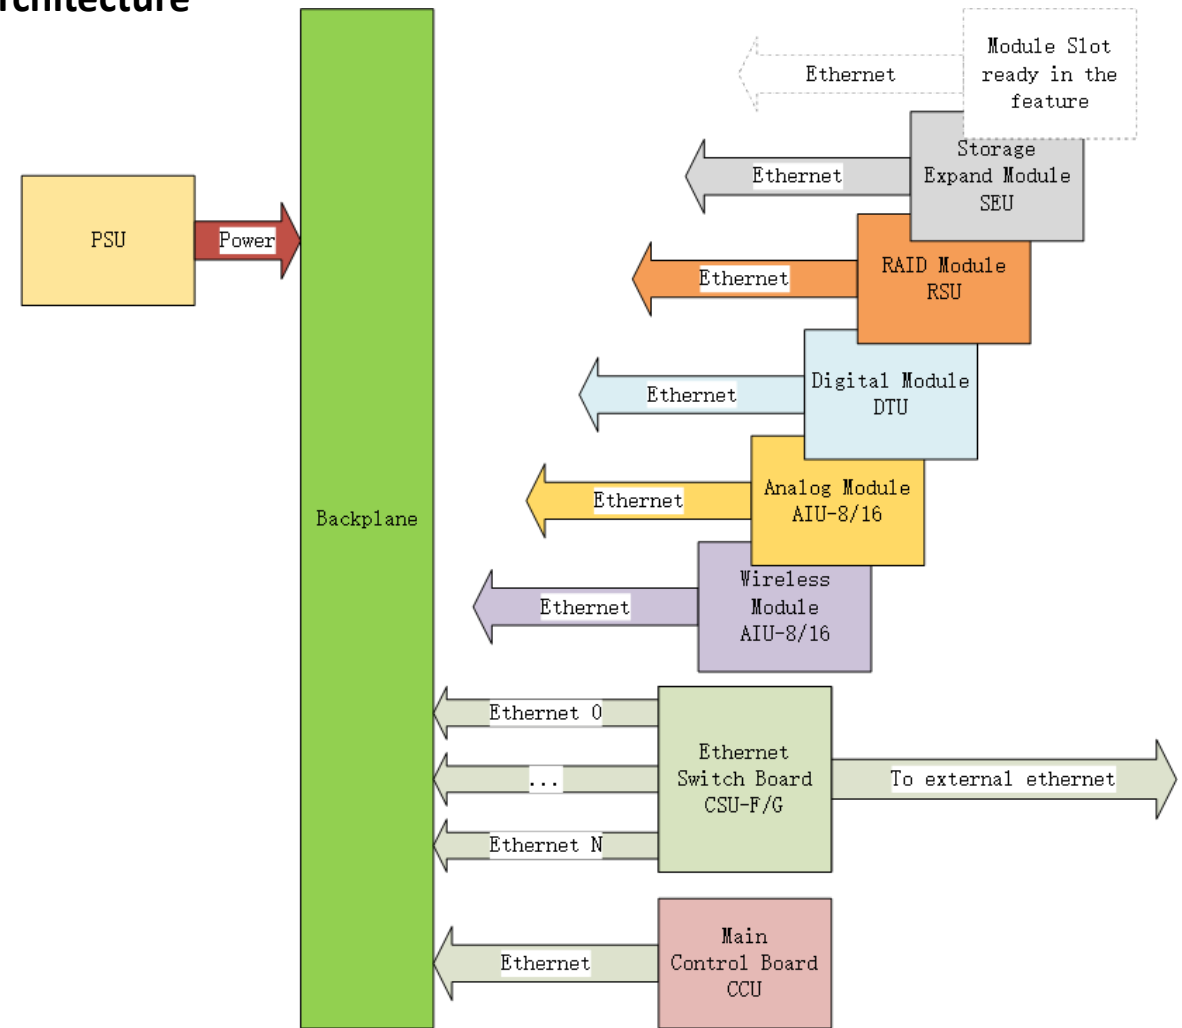 rchitecture
Module Slot
ready in the
feature
Ethernet
Storage
Expand Module
SEU
Ethernet
PSU
Power
RAID Module
RSU
Ethernet
Digital Module
DTU
Ethernet
Analog Module
AIU-8/16
Ethernet
Backplane
Wireless
Module
AIU-8/16
Ethernet
Ethernet 0
...
Ethernet N
Ethernet
Switch Board
CSU-F/G
To external ethernet
Ethernet
Main
Control Board
CCU